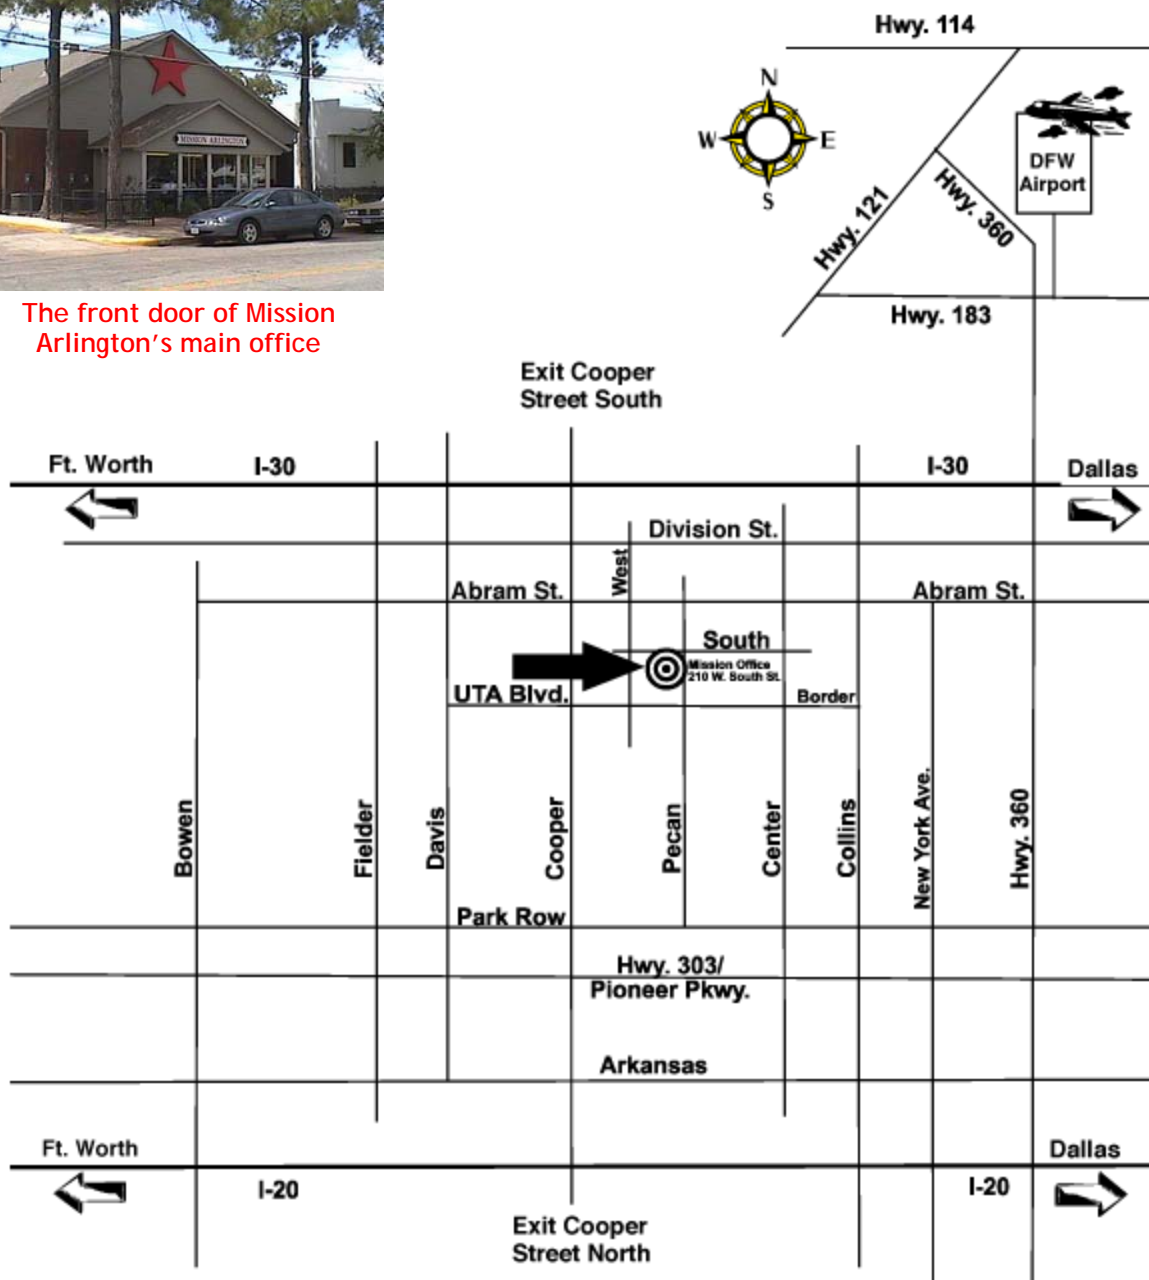 MISSION ARLINGTON
The front door of Mission
Arlington's main office
Hwy. 114
N
W
E
S
DFW
Airport
Hwy. 121
Hwy. 360
Hwy. 183
Exit Cooper
Street South
Ft. Worth
I-30
I-30
Dallas
Division St.
West
Abram St.
Abram St.
South
Mission Office
210 W. South St.
UTA Blvd.
Border
Bowen
Fielder
Davis
Cooper
Pecan
Center
Collins
New York Ave.
Hwy. 360
Park Row
Hwy. 303/
Pioneer Pkwy.
Arkansas
Ft. Worth
Dallas
I-20
I-20
Exit Cooper
Street North